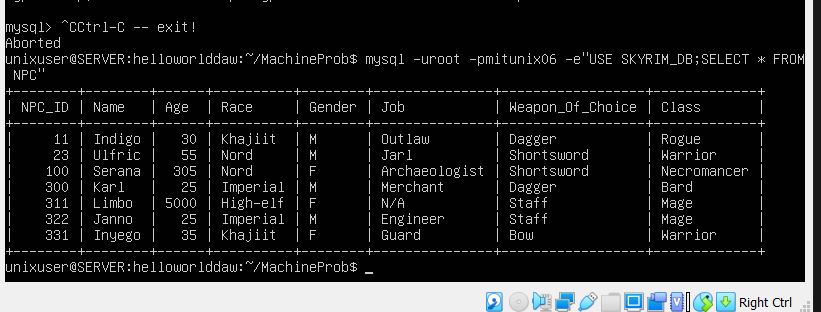 mysql> ^CCtrl-C -- exit!
Aborted
unixuser@SERVER:helloworlddaw:~/MachineProb$ mysql -uroot -pmitunix06 -e"USE SKYRIM_DB;SELECT * FROM
 NPC"
+--------+--------+------+----------+--------+---------------+------------------+-------------+
| NPC_ID | Name   | Age  | Race     | Gender | Job           | Weapon_Of_Choice | Class       |
+--------+--------+------+----------+--------+---------------+------------------+-------------+
|     11 | Indigo |   30 | Khajiit  | M      | Outlaw        | Dagger           | Rogue       |
|     23 | Ulfric |   55 | Nord     | M      | Jarl          | Shortsword       | Warrior     |
|    100 | Serana |  305 | Nord     | F      | Archaeologist | Shortsword       | Necromancer |
|    300 | Karl   |   25 | Imperial | M      | Merchant      | Dagger           | Bard        |
|    311 | Limbo  | 5000 | High-elf | F      | N/A           | Staff            | Mage        |
|    322 | Janno  |   25 | Imperial | M      | Engineer      | Staff            | Mage        |
|    331 | Inyego |   35 | Khajiit  | F      | Guard         | Bow              | Warrior     |
+--------+--------+------+----------+--------+---------------+------------------+-------------+
unixuser@SERVER:helloworlddaw:~/MachineProb$ _
Right Ctrl